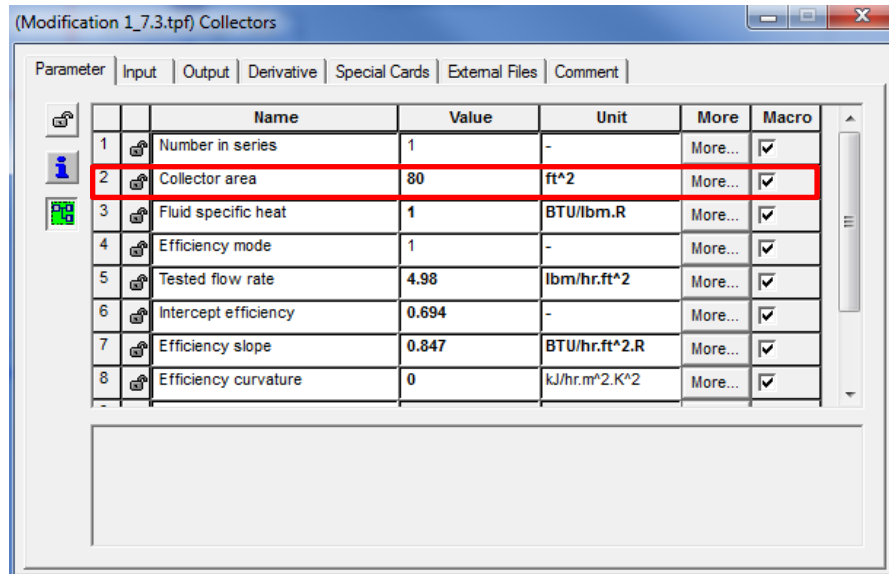 (Modification 1_7.3.tpf) Collectors
Parameter Input Output Derivative Special Cards External Files Comment
Name Value Unit More Macro
1 Number in series 1 - More...
2 Collector area 80 ft^2 More...
3 Fluid specific heat 1 BTU/lbm.R More...
4 Efficiency mode 1 - More...
5 Tested flow rate 4.98 lbm/hr.ft^2 More...
6 Intercept efficiency 0.694 - More...
7 Efficiency slope 0.847 BTU/hr.ft^2.R More...
8 Efficiency curvature 0 kJ/hr.m^2.K^2 More...